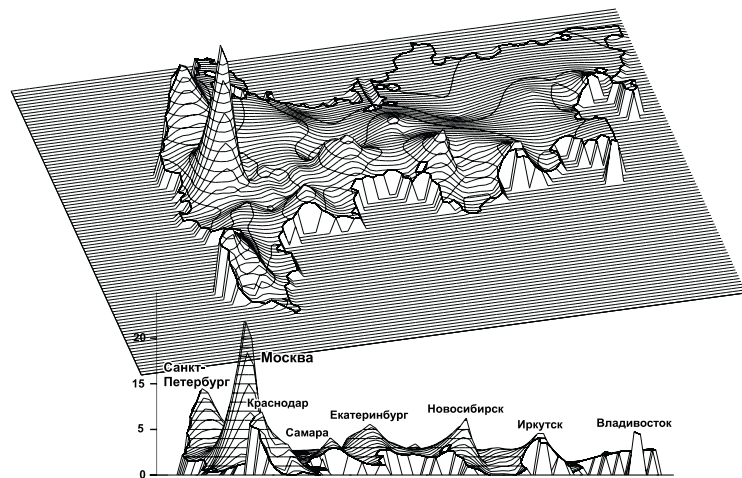 20
Санкт-
Петербург
Москва
15
Краснодар
Екатеринбург
Новосибирск
5
Самара
Иркутск
Владивосток
0